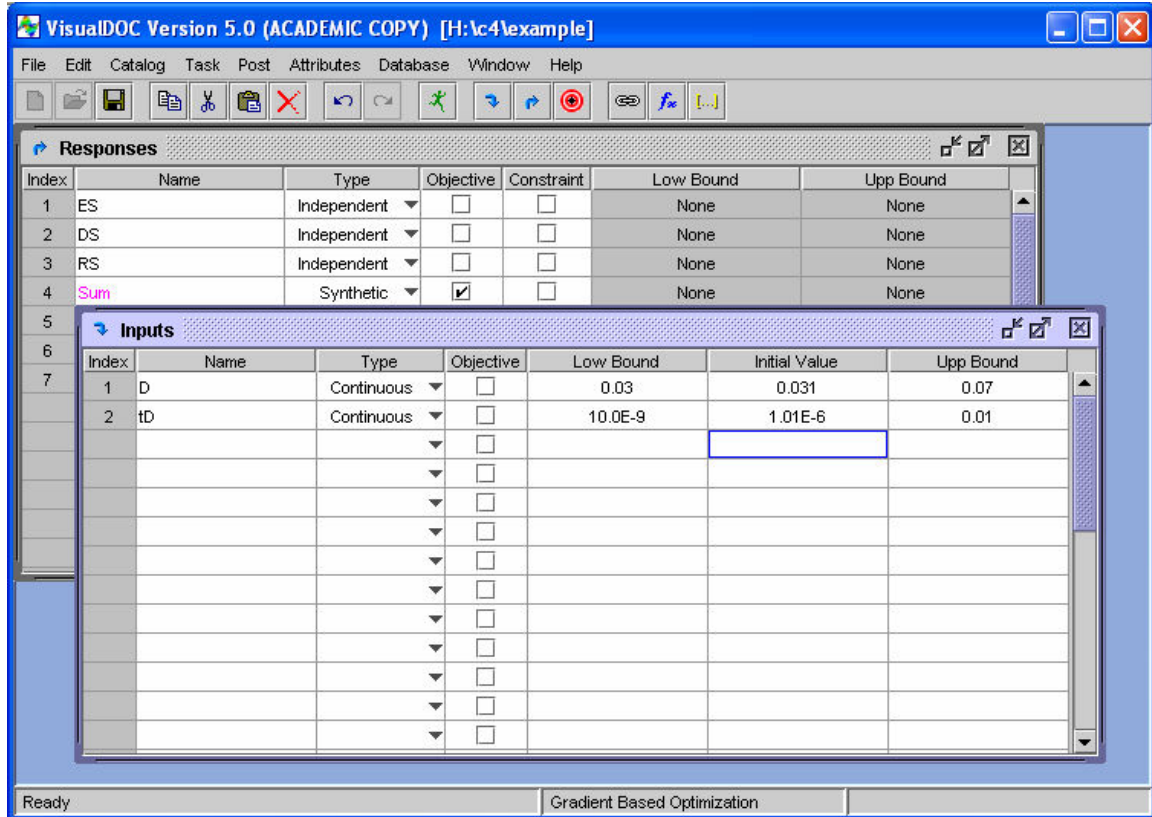 VisualDOC Version 5.0 (ACADEMIC COPY) [H:\c4\example]
File Edit Catalog Task Post Attributes Database Window Help
Responses
Index Name Type Objective Constraint Low Bound Upp Bound
1 ES Independent None None
2 DS Independent None None
3 RS Independent None None
4 Sum Synthetic None None
5
6
7
Inputs
Index Name Type Objective Low Bound Initial Value Upp Bound
1 D Continuous 0.03 0.031 0.07
2 tD Continuous 10.0E-9 1.01E-6 0.01
Ready Gradient Based Optimization